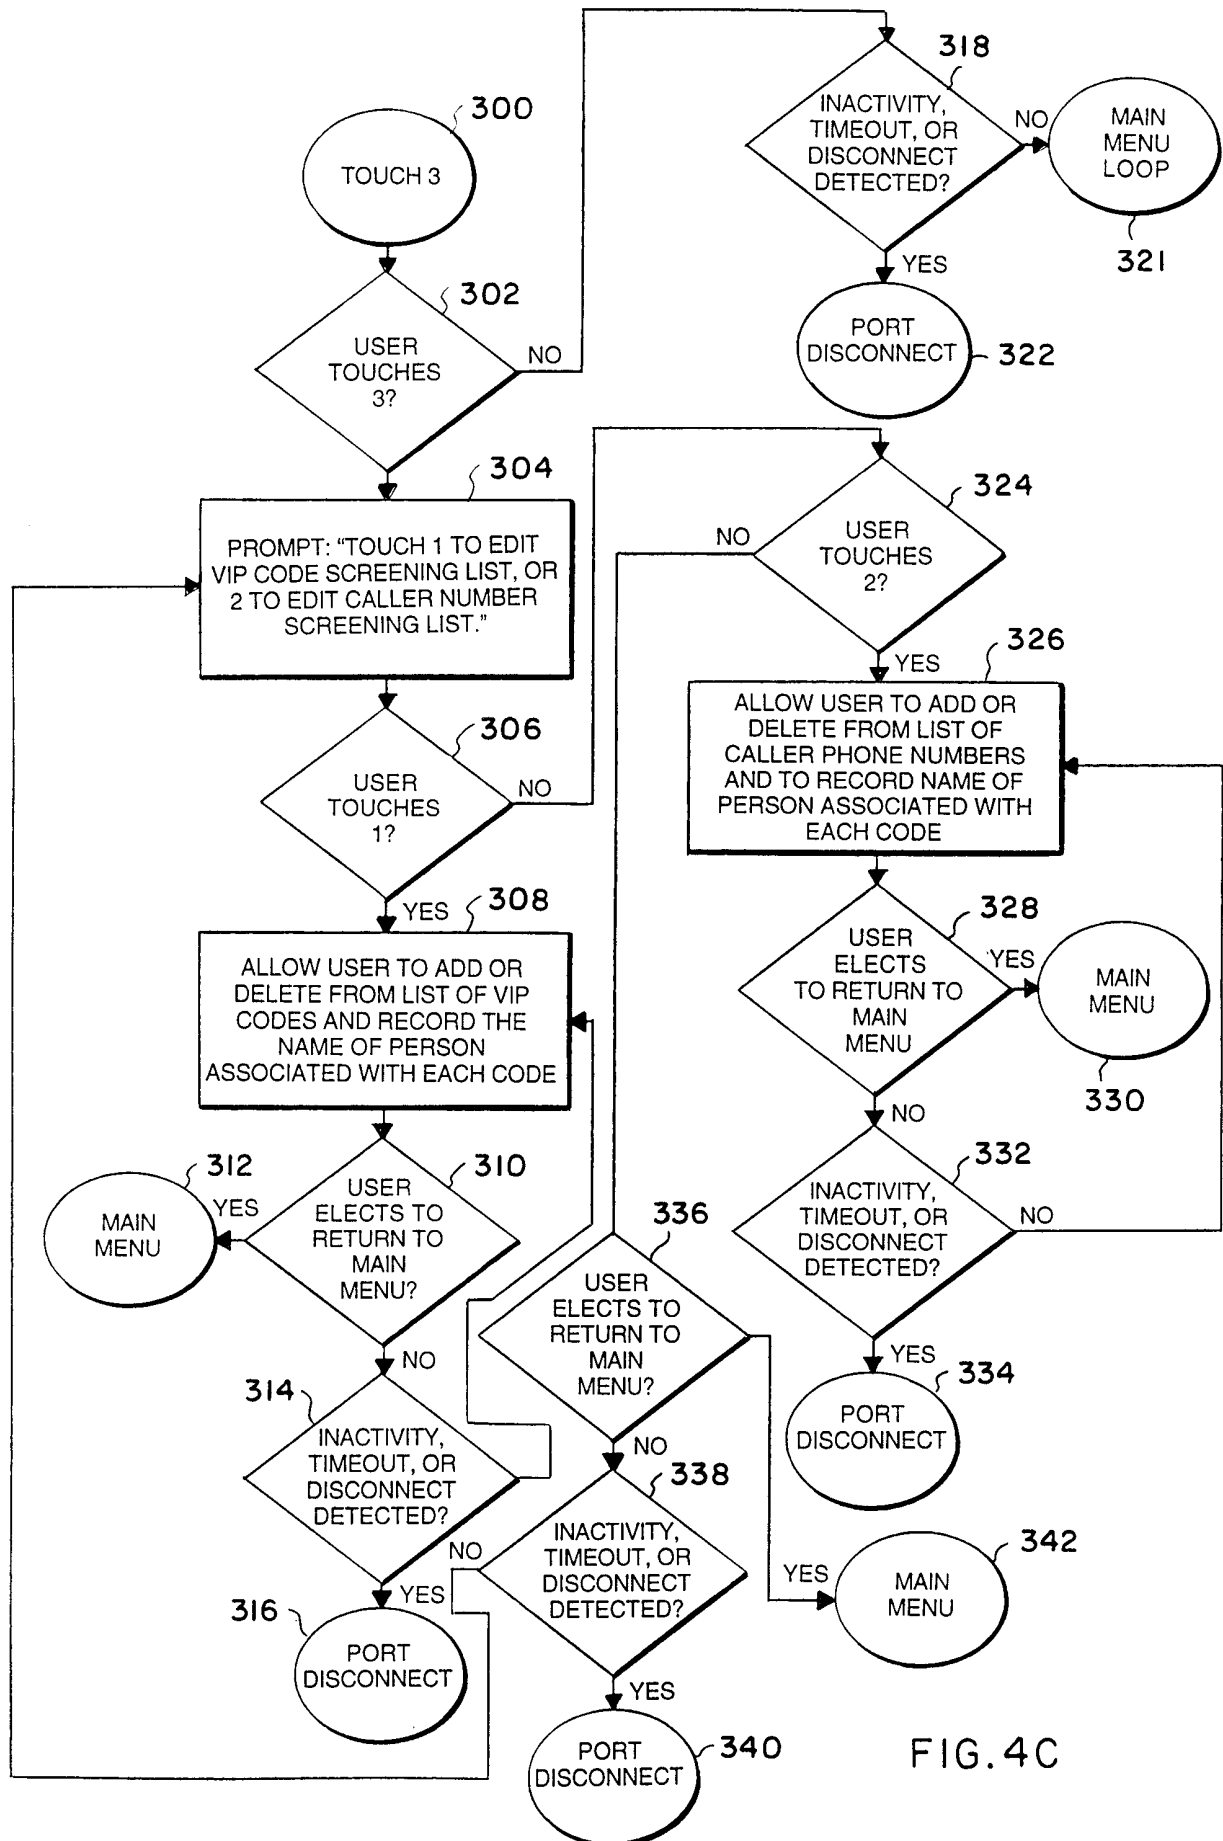 318
INACTIVITY,
TIMEOUT, OR
DISCONNECT
DETECTED?
NO
MAIN
MENU
LOOP
321
YES
PORT
DISCONNECT
322
300
TOUCH 3
302
USER
TOUCHES
3?
NO
304
PROMPT: "TOUCH 1 TO EDIT
VIP CODE SCREENING LIST, OR
2 TO EDIT CALLER NUMBER
SCREENING LIST."
306
USER
TOUCHES
1?
NO
YES
308
ALLOW USER TO ADD OR
DELETE FROM LIST OF VIP
CODES AND RECORD THE
NAME OF PERSON
ASSOCIATED WITH EACH CODE
310
USER
ELECTS TO
RETURN TO
MAIN
MENU?
YES
312
MAIN
MENU
NO
314
INACTIVITY,
TIMEOUT, OR
DISCONNECT
DETECTED?
YES
316
PORT
DISCONNECT
324
USER
TOUCHES
2?
NO
YES
326
ALLOW USER TO ADD OR
DELETE FROM LIST OF
CALLER PHONE NUMBERS
AND TO RECORD NAME OF
PERSON ASSOCIATED WITH
EACH CODE
328
USER
ELECTS
TO RETURN TO
MAIN
MENU
YES
MAIN
MENU
330
NO
332
INACTIVITY,
TIMEOUT, OR
DISCONNECT
DETECTED?
NO
YES
334
PORT
DISCONNECT
336
USER
ELECTS TO
RETURN TO
MAIN
MENU?
NO
338
INACTIVITY,
TIMEOUT, OR
DISCONNECT
DETECTED?
NO
YES
PORT
DISCONNECT
340
YES
342
MAIN
MENU
FIG. 4C